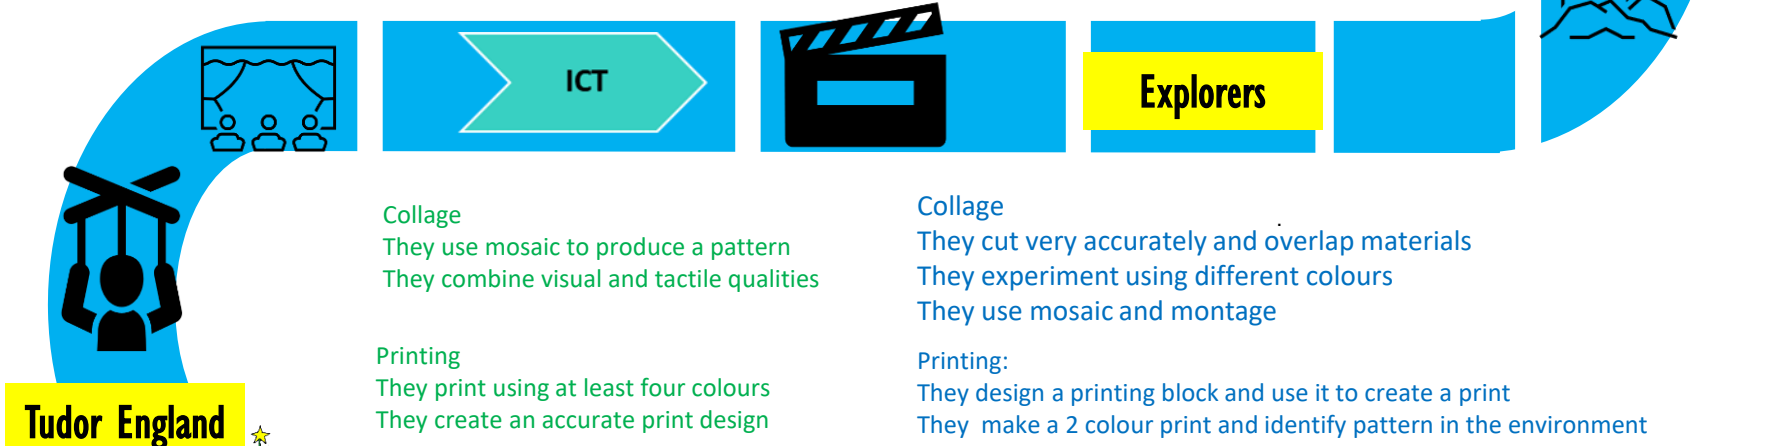 ICT
Explorers
Collage
They use mosaic to produce a pattern
They combine visual and tactile qualities
Printing
They print using at least four colours
They create an accurate print design
Collage
They cut very accurately and overlap materials
They experiment using different colours
They use mosaic and montage
Printing:
They design a printing block and use it to create a print
They  make a 2 colour print and identify pattern in the environment
Tudor England